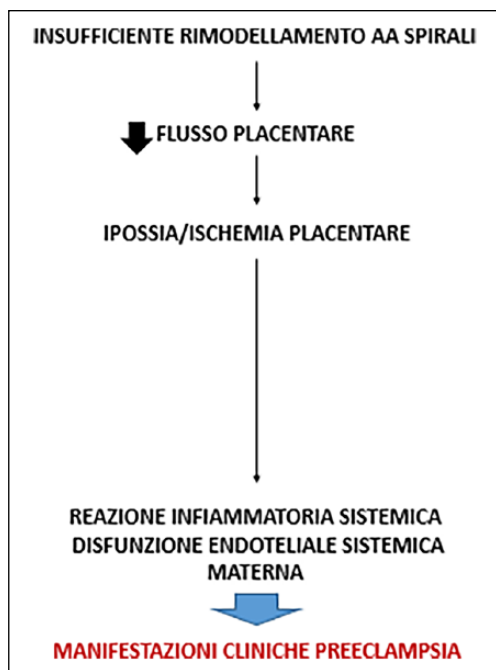 INSUFFICIENTE RIMODELLAMENTO AA SPIRALI
FLUSSO PLACENTARE
IPOSSIA/ISCHEMIA PLACENTARE
REAZIONE INFIAMMATORIA SISTEMICA
DISFUNZIONE ENDOTELIALE SISTEMICA
MATERNA
MANIFESTAZIONI CLINICHE PREECLAMPSIA